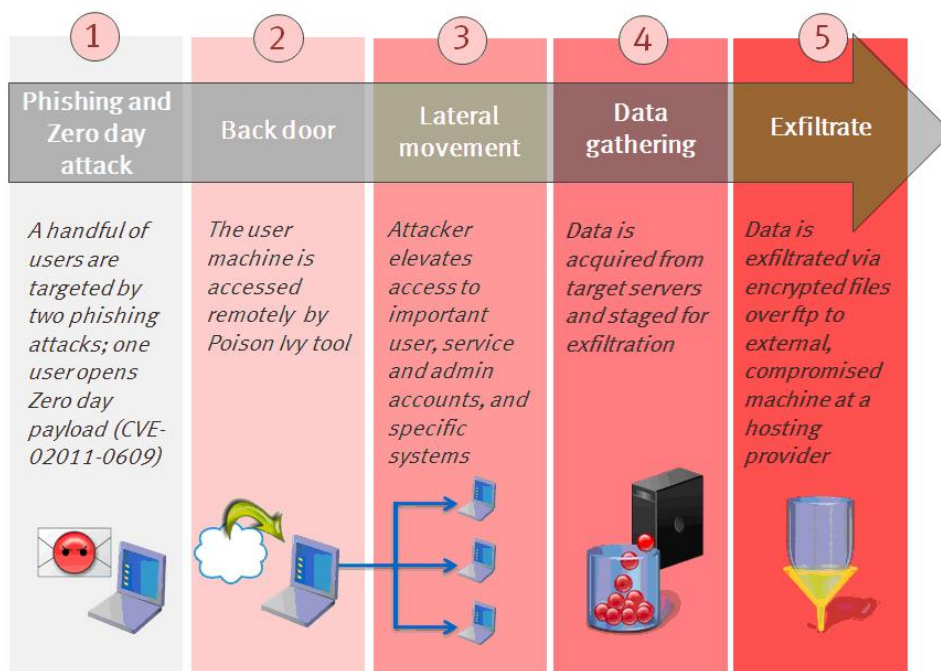 1
2
3
4
5
Phishing and
Zero day
attack
Back door
Lateral
movement
Data
gathering
Exfiltrate
A handful of
users are
targeted by
two phishing
attacks; one
user opens
Zero day
payload (CVE-
02011-0609)
The user
machine is
accessed
remotely by
Poison Ivy tool
Attacker
elevates
access to
important
user, service
and admin
accounts, and
specific
systems
Data is
acquired from
target servers
and staged for
exfiltration
Data is
exfiltrated via
encrypted files
over ftp to
external,
compromised
machine at a
hosting
provider